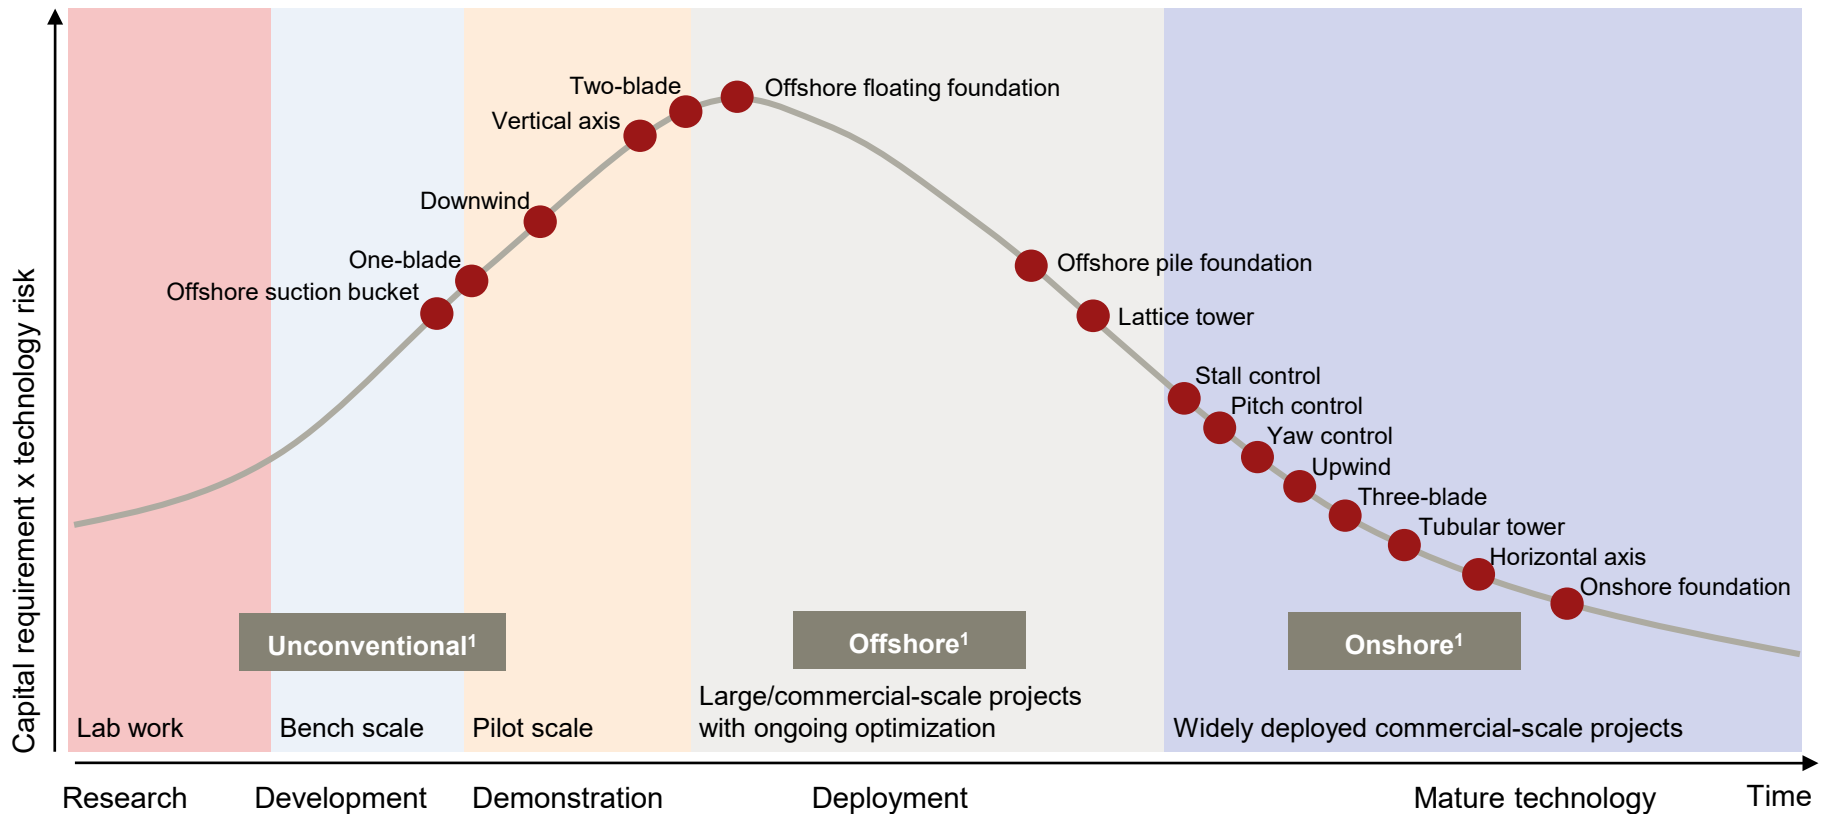 Capital requirement x technology risk
Two-blade
Offshore floating foundation
Vertical axis
Downwind
One-blade
Offshore suction bucket
Offshore pile foundation
Lattice tower
Stall control
Pitch control
Yaw control
Upwind
Three-blade
Tubular tower
Horizontal axis
Onshore foundation
Unconventional¹
Offshore¹
Onshore¹
Lab work
Bench scale
Pilot scale
Large/commercial-scale projects
with ongoing optimization
Widely deployed commercial-scale projects
Research
Development
Demonstration
Deployment
Mature technology
Time